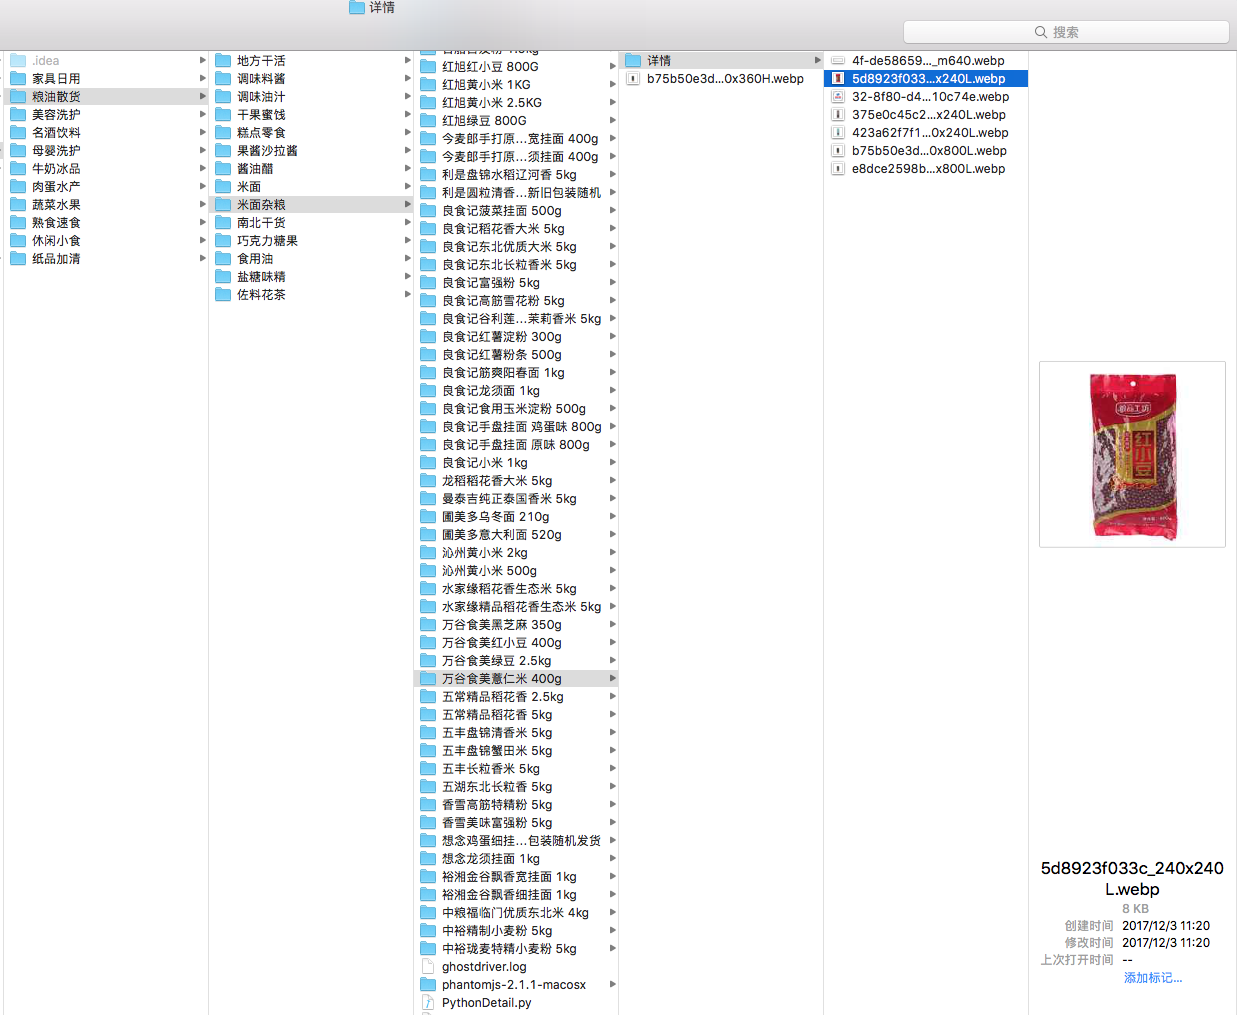 详情
搜索
.idea
家具日用
粮油散货
美容洗护
名酒饮料
母婴洗护
牛奶冰品
肉蛋水产
蔬菜水果
熟食速食
休闲小食
纸品加清
地方干活
调味料酱
调味油汁
干果蜜饯
糕点零食
果酱沙拉酱
酱油醋
米面
米面杂粮
南北干货
巧克力糖果
食用油
盐糖味精
佐料花茶
红旭红小豆 800G
红旭黄小米 1KG
红旭黄小米 2.5KG
红旭绿豆 800G
今麦郎手打原...宽挂面 400g
今麦郎手打原...须挂面 400g
利是盘锦水稻辽河香 5kg
利是圆粒清香...新旧包装随机
良食记菠菜挂面 500g
良食记稻花香大米 5kg
良食记东北优质大米 5kg
良食记东北长粒香米 5kg
良食记富强粉 5kg
良食记高筋雪花粉 5kg
良食记谷利莲...茉莉香米 5kg
良食记红薯淀粉 300g
良食记红薯粉条 500g
良食记筋爽阳春面 1kg
良食记龙须面 1kg
良食记食用玉米淀粉 500g
良食记手盘挂面 鸡蛋味 800g
良食记手盘挂面 原味 800g
良食记小米 1kg
龙稻稻花香大米 5kg
曼泰吉纯正泰国香米 5kg
圃美多乌冬面 210g
圃美多意大利面 520g
沁州黄小米 2kg
沁州黄小米 500g
水家缘稻花香生态米 5kg
水家缘精品稻花香生态米 5kg
万谷食美黑芝麻 350g
万谷食美红小豆 400g
万谷食美绿豆 2.5kg
万谷食美薏仁米 400g
五常精品稻花香 2.5kg
五常精品稻花香 5kg
五丰盘锦清香米 5kg
五丰盘锦蟹田米 5kg
五丰长粒香米 5kg
五湖东北长粒香 5kg
香雪高筋特精粉 5kg
香雪美味富强粉 5kg
想念鸡蛋细挂...包装随机发货
想念龙须挂面 1kg
裕湘金谷飘香宽挂面 1kg
裕湘金谷飘香细挂面 1kg
中粮福临门优质东北米 4kg
中裕精制小麦粉 5kg
中裕珑麦特精小麦粉 5kg
ghostdriver.log
phantomjs-2.1.1-macosx
PythonDetail.py
详情
b75b50e3d...0x360H.webp
4f-de58659..._m640.webp
5d8923f033...x240L.webp
32-8f80-d4...10c74e.webp
375e0c45c2...x240L.webp
423a62f7f1...0x240L.webp
b75b50e3d...0x800L.webp
e8dce2598b...x800L.webp
红小豆
5d8923f033c_240x240
L.webp
8 KB
创建时间 2017/12/3 11:20
修改时间 2017/12/3 11:20
上次打开时间 --
添加标记...